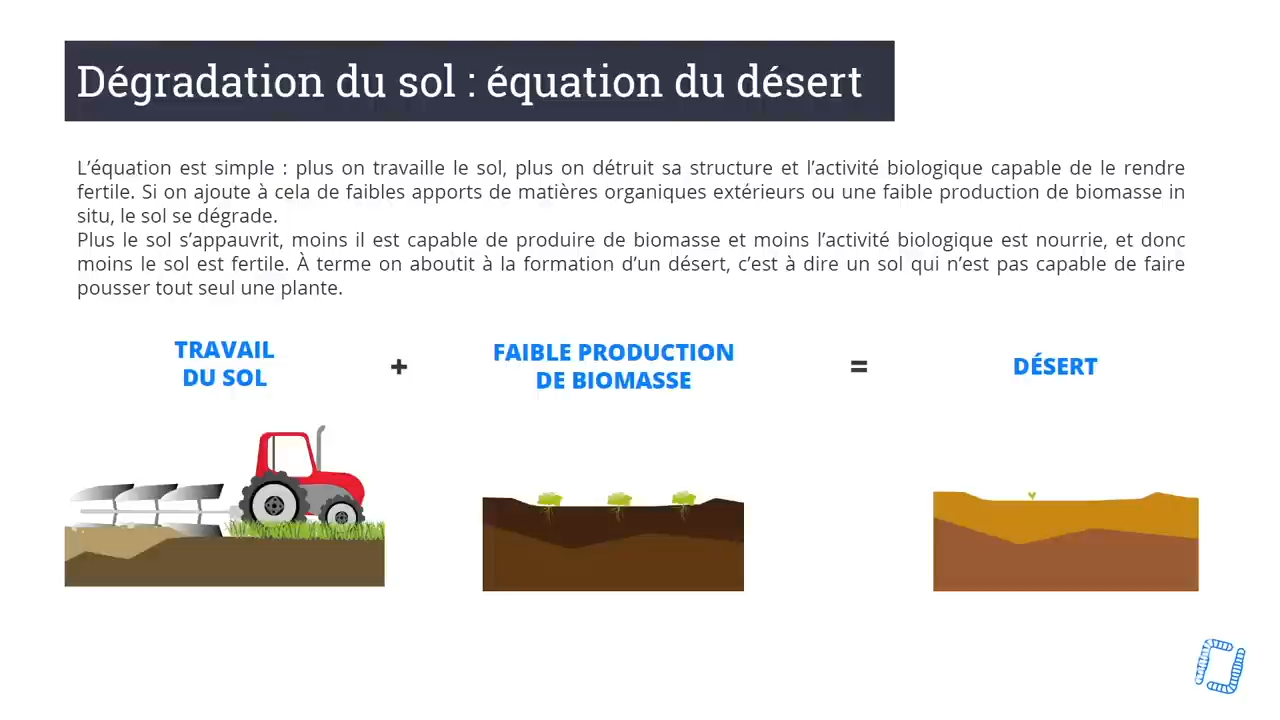 Dégradation du sol : équation du désert
L’équation est simple : plus on travaille le sol, plus on détruit sa structure et l’activité biologique capable de le rendre
fertile. Si on ajoute à cela de faibles apports de matières organiques extérieurs ou une faible production de biomasse in
situ, le sol se dégrade.
Plus le sol s’appauvrit, moins il est capable de produire de biomasse et moins l’activité biologique est nourrie, et donc
moins le sol est fertile. À terme on aboutit à la formation d’un désert, c’est à dire un sol qui n’est pas capable de faire
pousser tout seul une plante.
TRAVAIL
DU SOL
+
FAIBLE PRODUCTION
DE BIOMASSE
=
DÉSERT